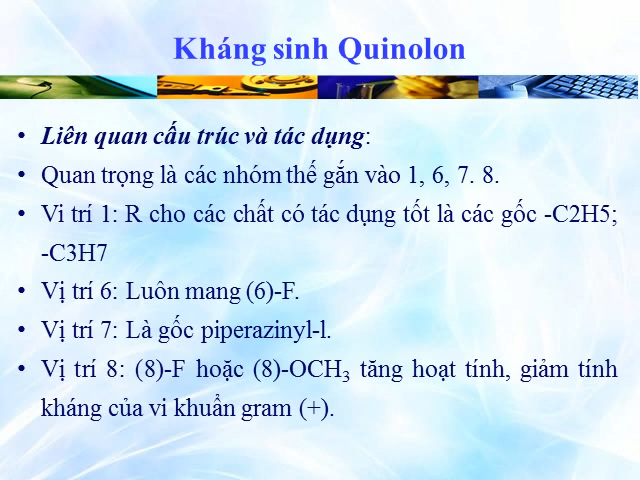 Kháng sinh Quinolon
• Liên quan cấu trúc và tác dụng:
• Quan trọng là các nhóm thế gắn vào 1, 6, 7. 8.
• Vi trí 1: R cho các chất có tác dụng tốt là các gốc -C2H5;
-C3H7
• Vị trí 6: Luôn mang (6)-F.
• Vị trí 7: Là gốc piperazinyl-l.
• Vị trí 8: (8)-F hoặc (8)-OCH₃ tăng hoạt tính, giảm tính
kháng của vi khuẩn gram (+).